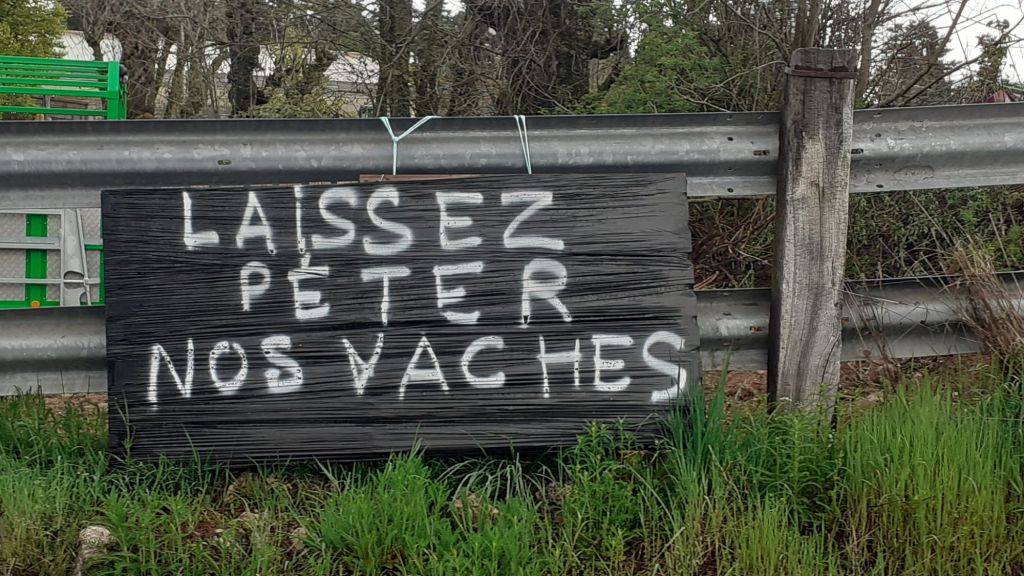 LAISSEZ
PÉTER
NOS VACHES